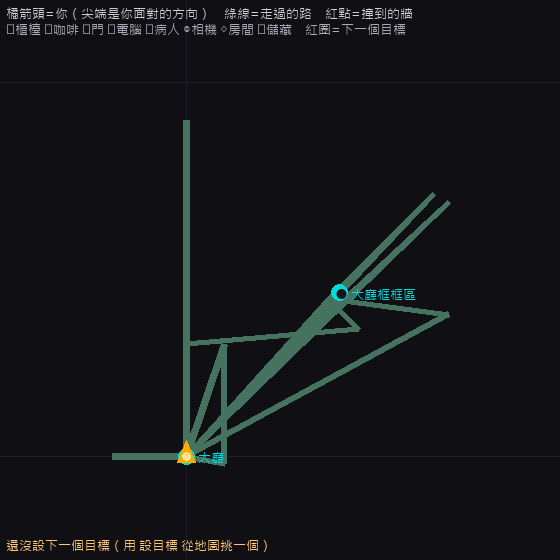 橘箭頭=你（尖端是你面對的方向） 綠線=走過的路 紅點=撞到的牆
▯櫃檯 ▯咖啡 ▯門 ▯電腦 ▯病人 ⌖相機 ◇房間 ▯儲藏 紅圈=下一個目標
大廳框框區
大廳
還沒設下一個目標（用 設目標 從地圖挑一個）